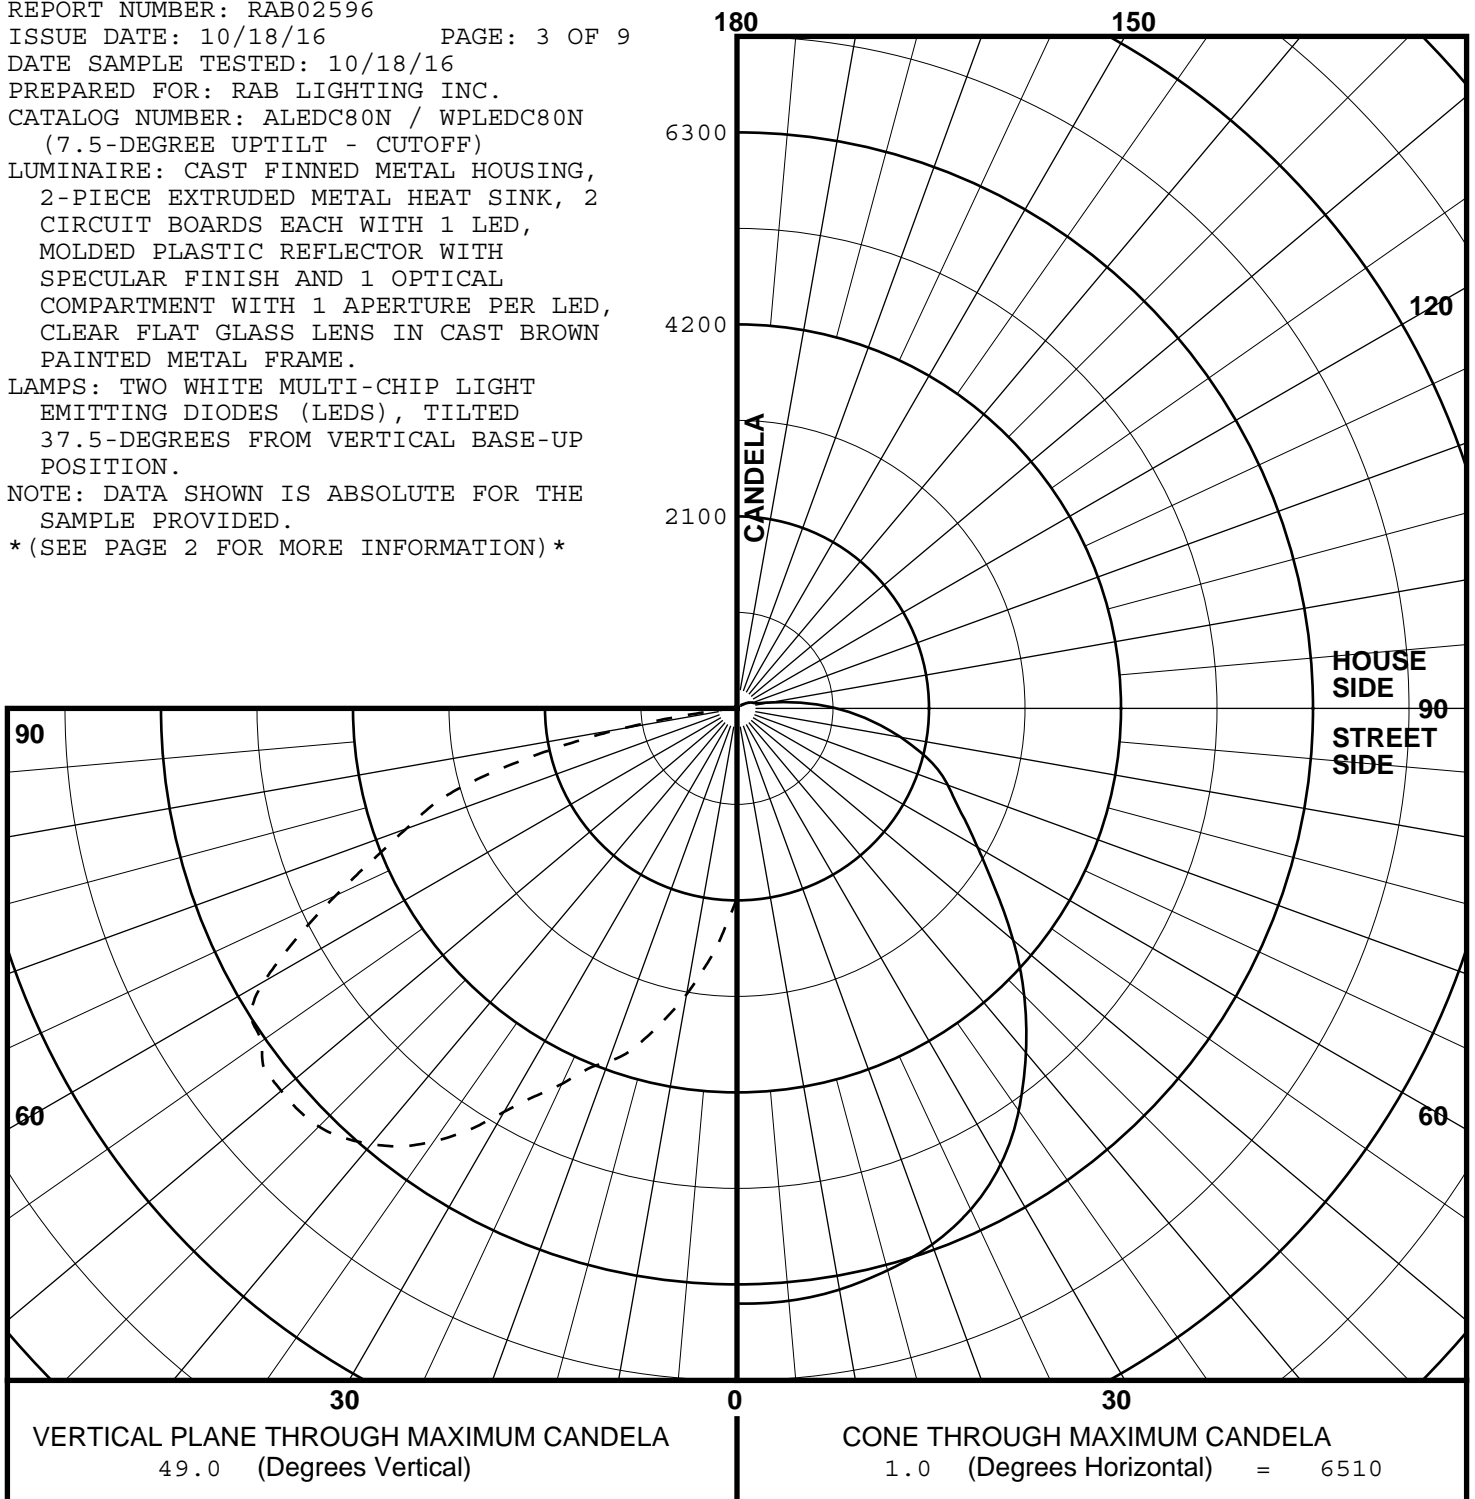 REPORT NUMBER: RAB02596
ISSUE DATE: 10/18/16 PAGE: 3 OF 9
DATE SAMPLE TESTED: 10/18/16
PREPARED FOR: RAB LIGHTING INC.
CATALOG NUMBER: ALEDC80N / WPLEDC80N
(7.5-DEGREE UPTILT - CUTOFF)
LUMINAIRE: CAST FINNED METAL HOUSING,
2-PIECE EXTRUDED METAL HEAT SINK, 2
CIRCUIT BOARDS EACH WITH 1 LED,
MOLDED PLASTIC REFLECTOR WITH
SPECULAR FINISH AND 1 OPTICAL
COMPARTMENT WITH 1 APERTURE PER LED,
CLEAR FLAT GLASS LENS IN CAST BROWN
PAINTED METAL FRAME.
LAMPS: TWO WHITE MULTI-CHIP LIGHT
EMITTING DIODES (LEDS), TILTED
37.5-DEGREES FROM VERTICAL BASE-UP
POSITION.
NOTE: DATA SHOWN IS ABSOLUTE FOR THE
SAMPLE PROVIDED.
*(SEE PAGE 2 FOR MORE INFORMATION)*
180
150
6300
120
4200
CANDELA
2100
HOUSE
SIDE
90
90
STREET
SIDE
60
60
30
0
30
VERTICAL PLANE THROUGH MAXIMUM CANDELA
49.0 (Degrees Vertical)
CONE THROUGH MAXIMUM CANDELA
1.0 (Degrees Horizontal) = 6510